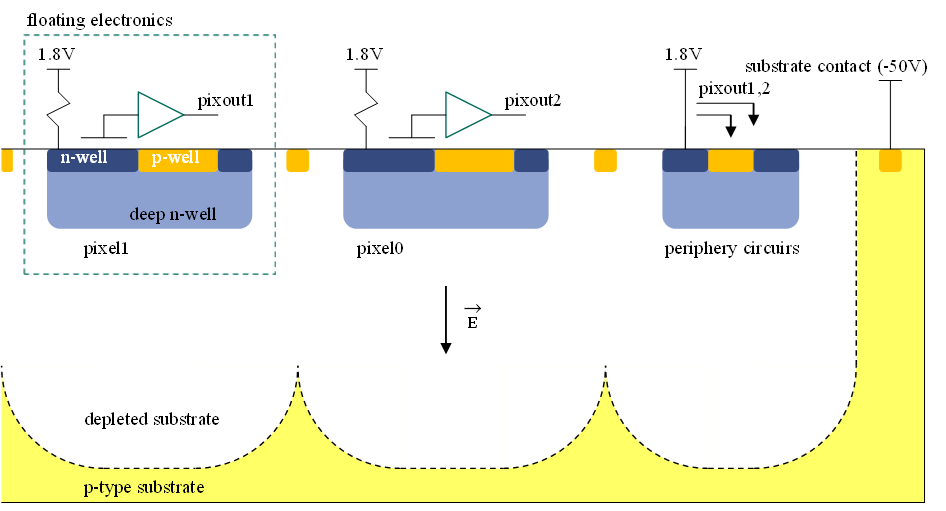 floating electronics
1.8V
1.8V
1.8V
substrate contact (-50V)
pixout1
pixout2
pixout1,2
n-well
p-well
deep n-well
pixel1
pixel0
periphery circuirs
E
depleted substrate
p-type substrate